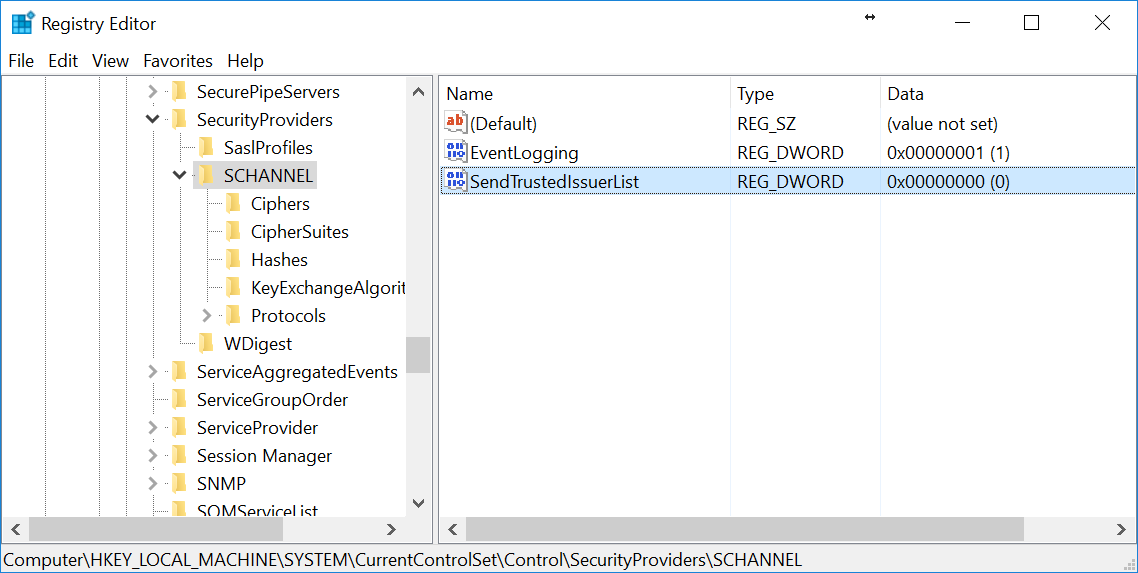 Registry Editor
File Edit View Favorites Help
SecurePipeServers
SecurityProviders
SaslProfiles
SCHANNEL
Ciphers
CipherSuites
Hashes
KeyExchangeAlgorit
Protocols
WDigest
ServiceAggregatedEvents
ServiceGroupOrder
ServiceProvider
Session Manager
SNMP
SQMServiceList
Name Type Data
(Default) REG_SZ (value not set)
EventLogging REG_DWORD 0x00000001 (1)
SendTrustedIssuerList REG_DWORD 0x00000000 (0)
Computer\HKEY_LOCAL_MACHINE\SYSTEM\CurrentControlSet\Control\SecurityProviders\SCHANNEL